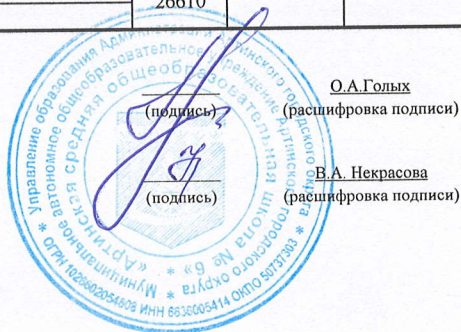 26610
О.А.Голых
(подпись) (расшифровка подписи)
В.А. Некрасова
(подпись) (расшифровка подписи)
Управление образования Администрации Артинского городского округа *
Муниципальное автономное общеобразовательное учреждение Артинского городского округа *
«Артинская средняя общеобразовательная школа № 6» *
ОГРН 1026602054808 ИНН 6636005414 ОКПО 50737303 *